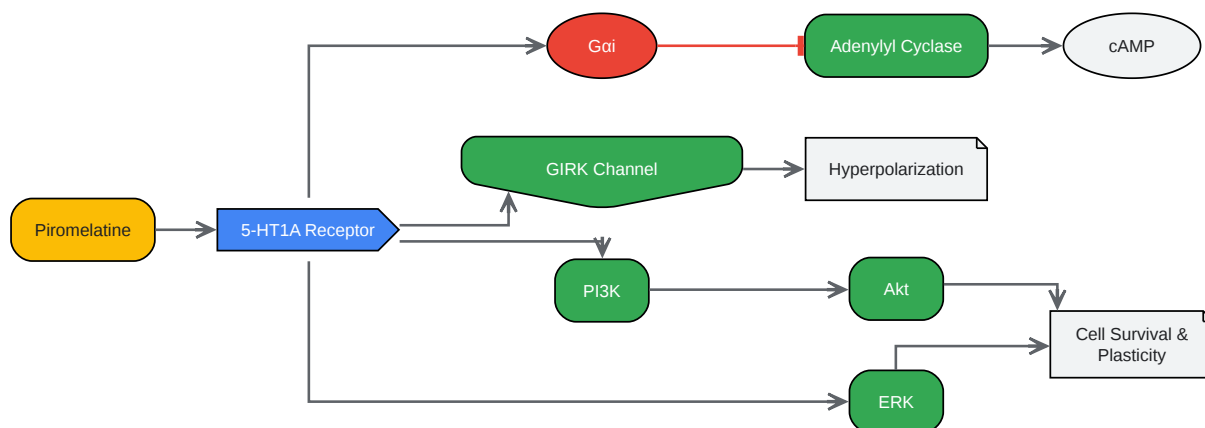 Gαi
Adenylyl Cyclase
cAMP
GIRK Channel
Hyperpolarization
Piromelatine
5-HT1A Receptor
PI3K
Akt
Cell Survival &
Plasticity
ERK